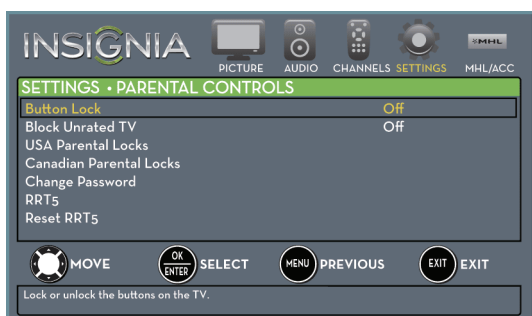 INSIGNIA
PICTURE AUDIO CHANNELS SETTINGS MHL/ACC
MHL
SETTINGS • PARENTAL CONTROLS
Button Lock Off
Block Unrated TV Off
USA Parental Locks
Canadian Parental Locks
Change Password
RRT5
Reset RRT5
MOVE OK ENTER SELECT MENU PREVIOUS EXIT EXIT
Lock or unlock the buttons on the TV.